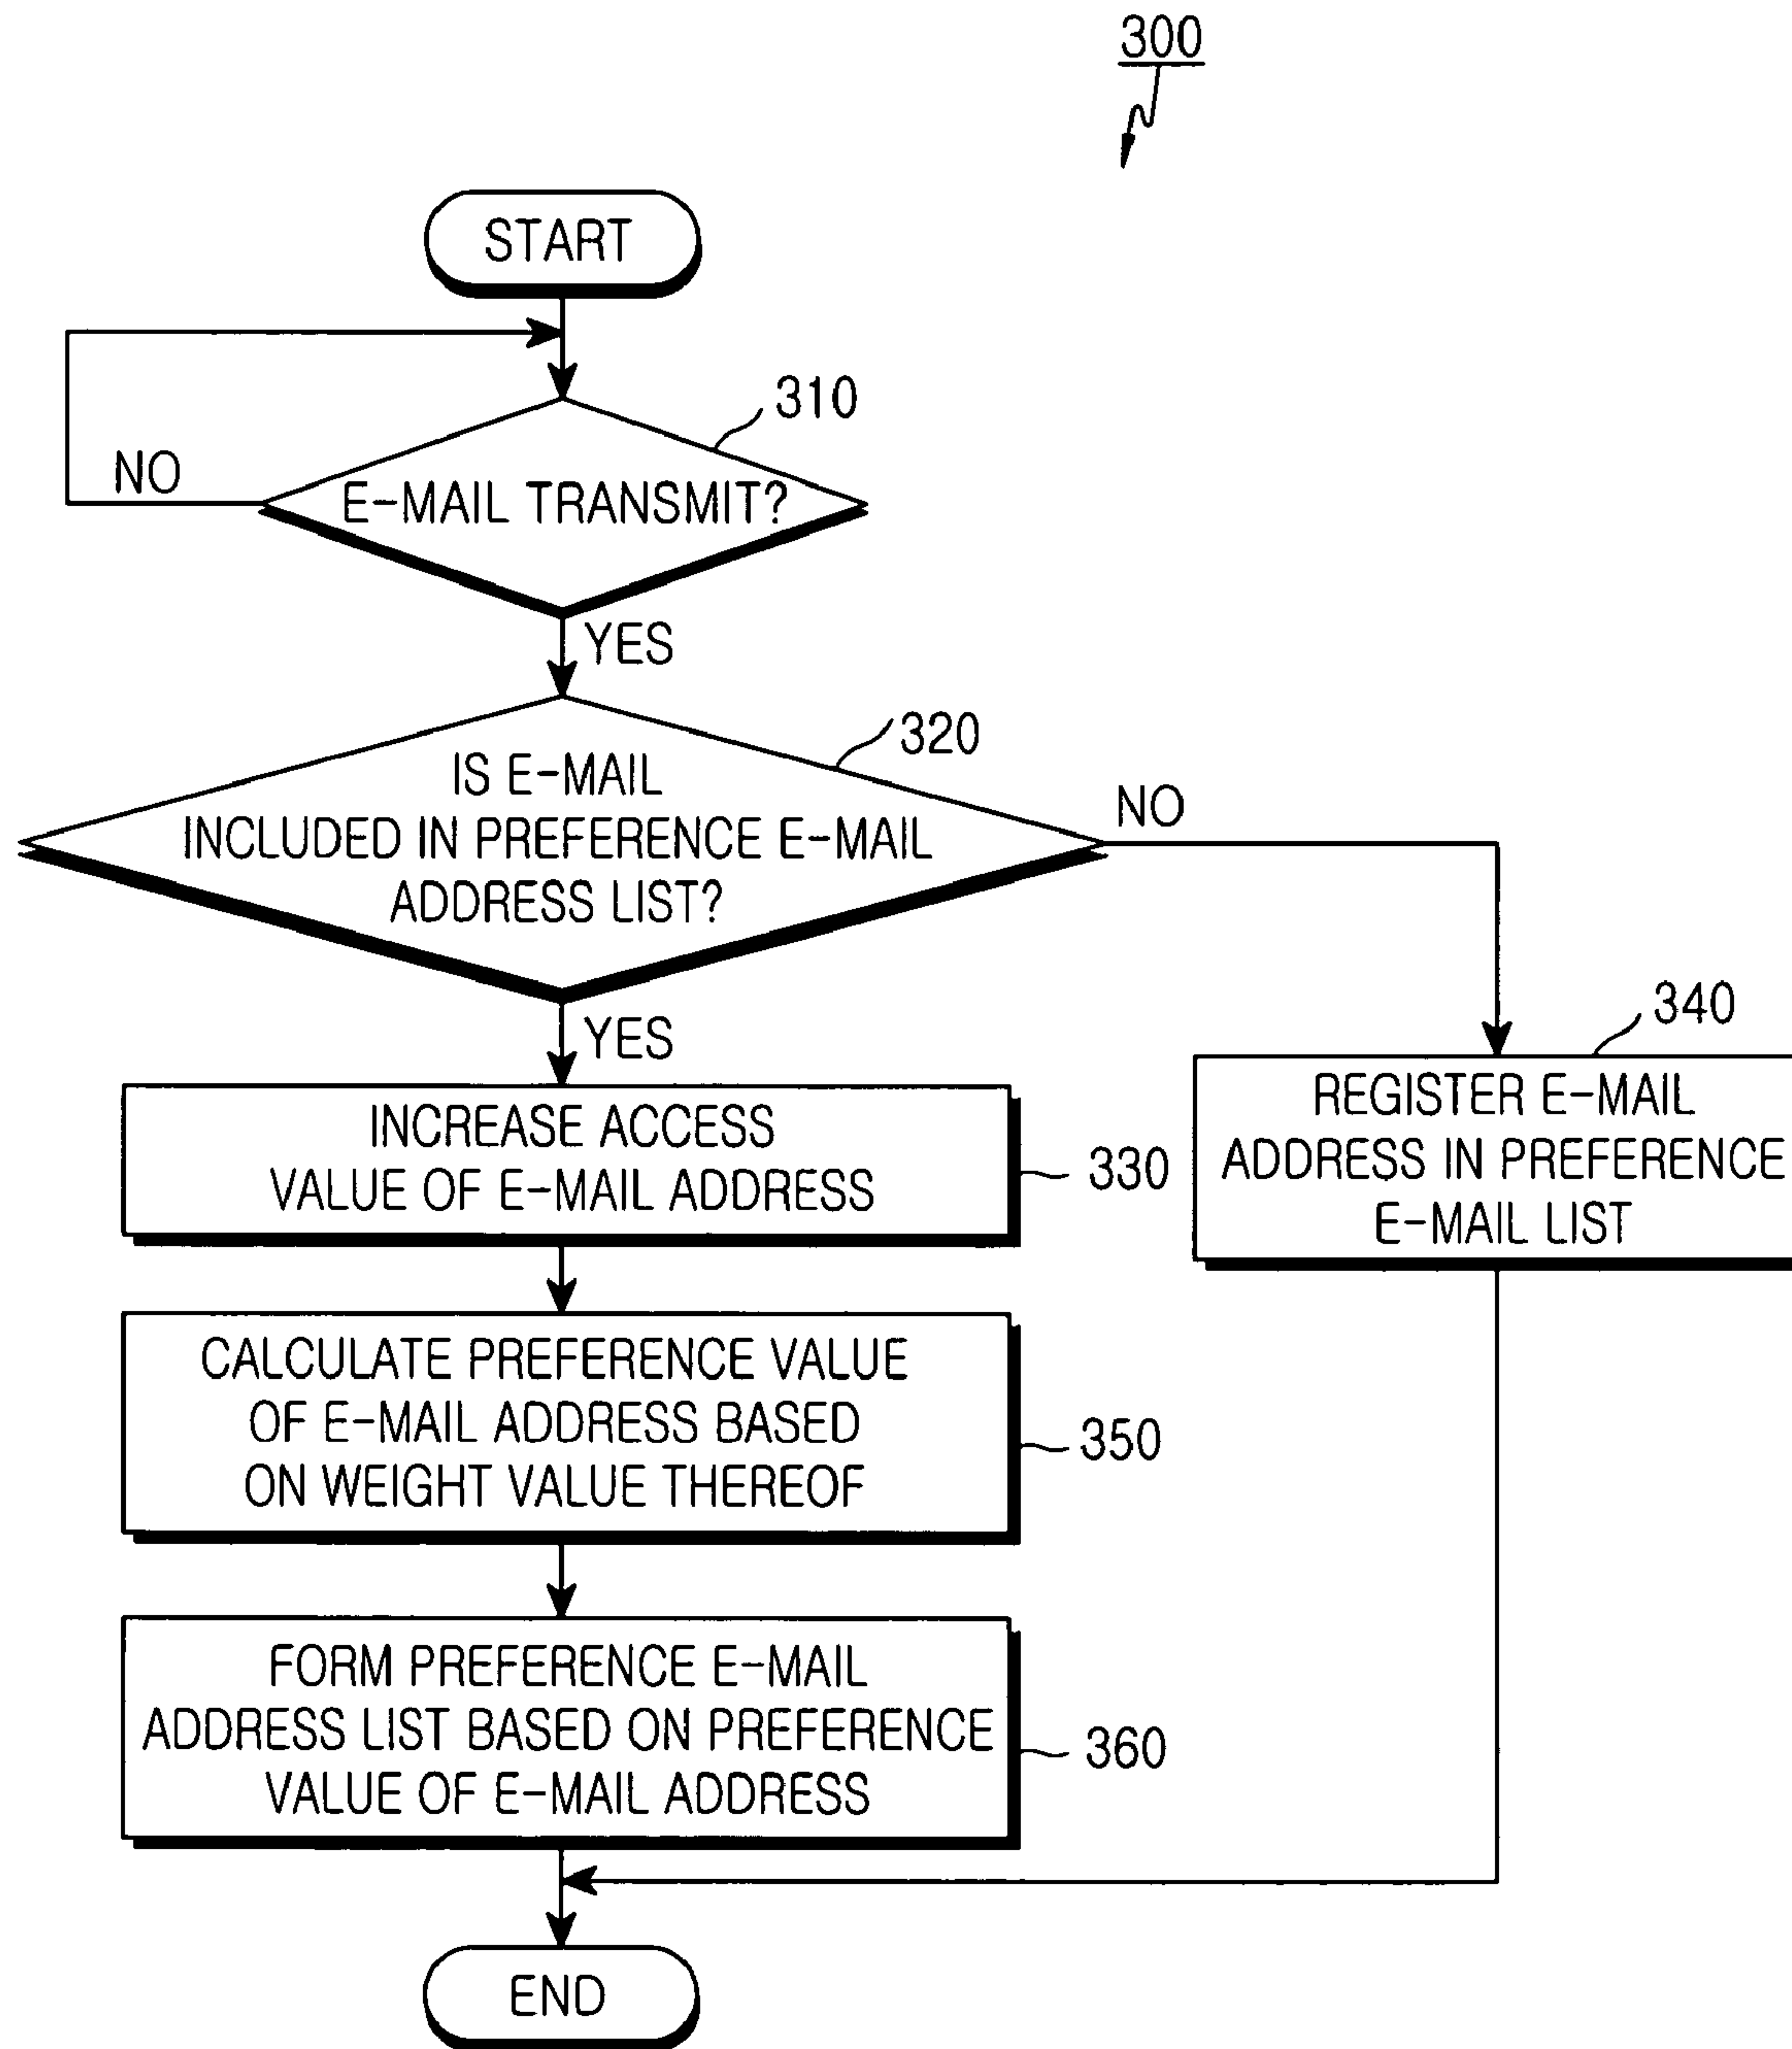 300
START
310
NO
E-MAIL TRANSMIT?
YES
320
IS E-MAIL
INCLUDED IN PREFERENCE E-MAIL
ADDRESS LIST?
NO
YES
340
INCREASE ACCESS
VALUE OF E-MAIL ADDRESS
330
REGISTER E-MAIL
ADDRESS IN PREFERENCE
E-MAIL LIST
CALCULATE PREFERENCE VALUE
OF E-MAIL ADDRESS BASED
ON WEIGHT VALUE THEREOF
350
FORM PREFERENCE E-MAIL
ADDRESS LIST BASED ON PREFERENCE
VALUE OF E-MAIL ADDRESS
360
END